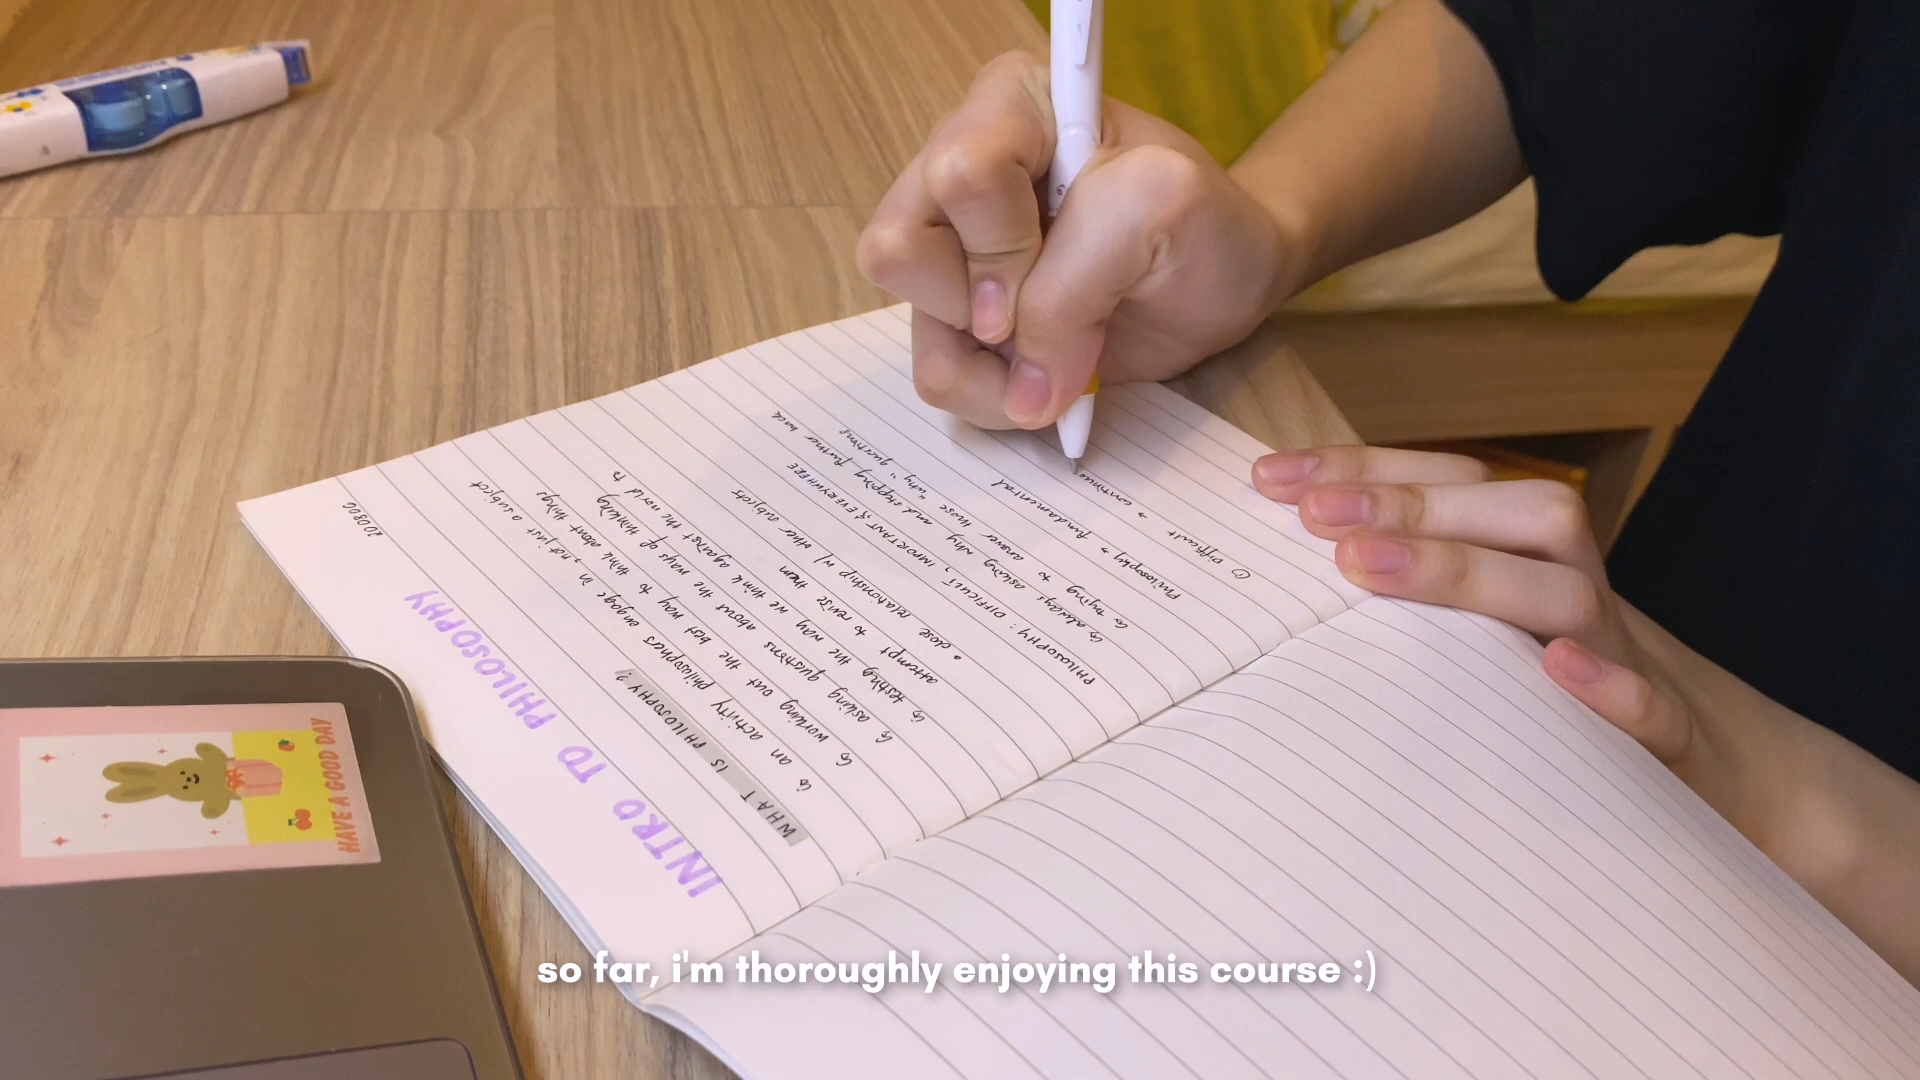 200806
INTRO TO PHILOSOPHY
WHAT IS PHILOSOPHY?!
↳ an activity philosophers engage in, not just a subject
↳ working out the best way to think about things
↳ asking questions about the ways of thinking
↳ testing the way we think against the world to
attempt to revise them
• close relationship w/ other subjects
PHILOSOPHY: DIFFICULT, IMPORTANT, & EVERYWHERE
↳ always asking why and stepping further back
↳ trying to answer those "why" questions
Philosophy → fundamental
① Difficult → continue
HAVE A GOOD DAY
so far, i'm thoroughly enjoying this course :)